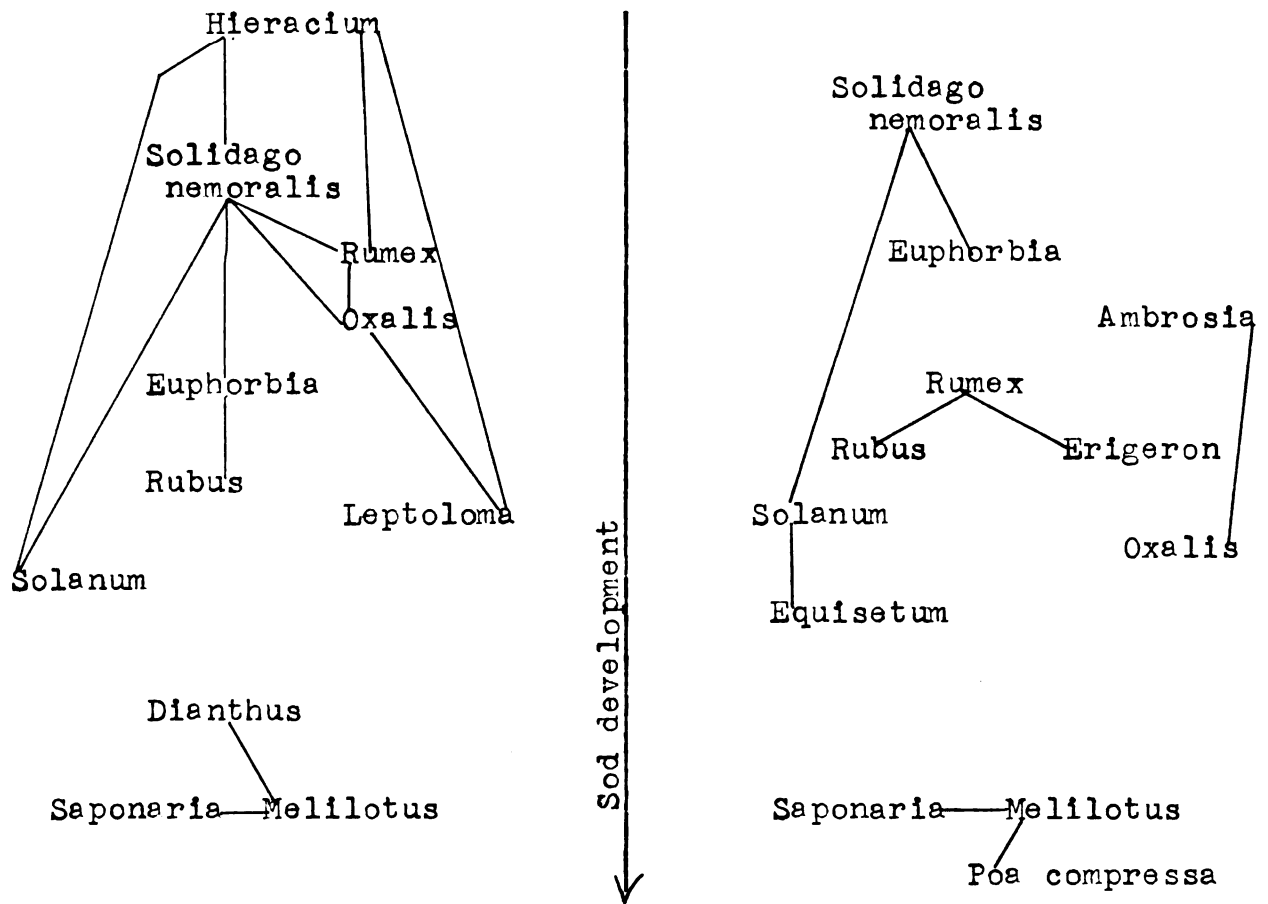 Hieracium
Solidago
nemoralis
Rumex
Oxalis
Euphorbia
Rubus
Leptoloma
Solanum
Dianthus
Saponaria
Melilotus
Sod development
Solidago
nemoralis
Euphorbia
Ambrosia
Rumex
Rubus
Erigeron
Solanum
Oxalis
Equisetum
Saponaria
Melilotus
Poa compressa